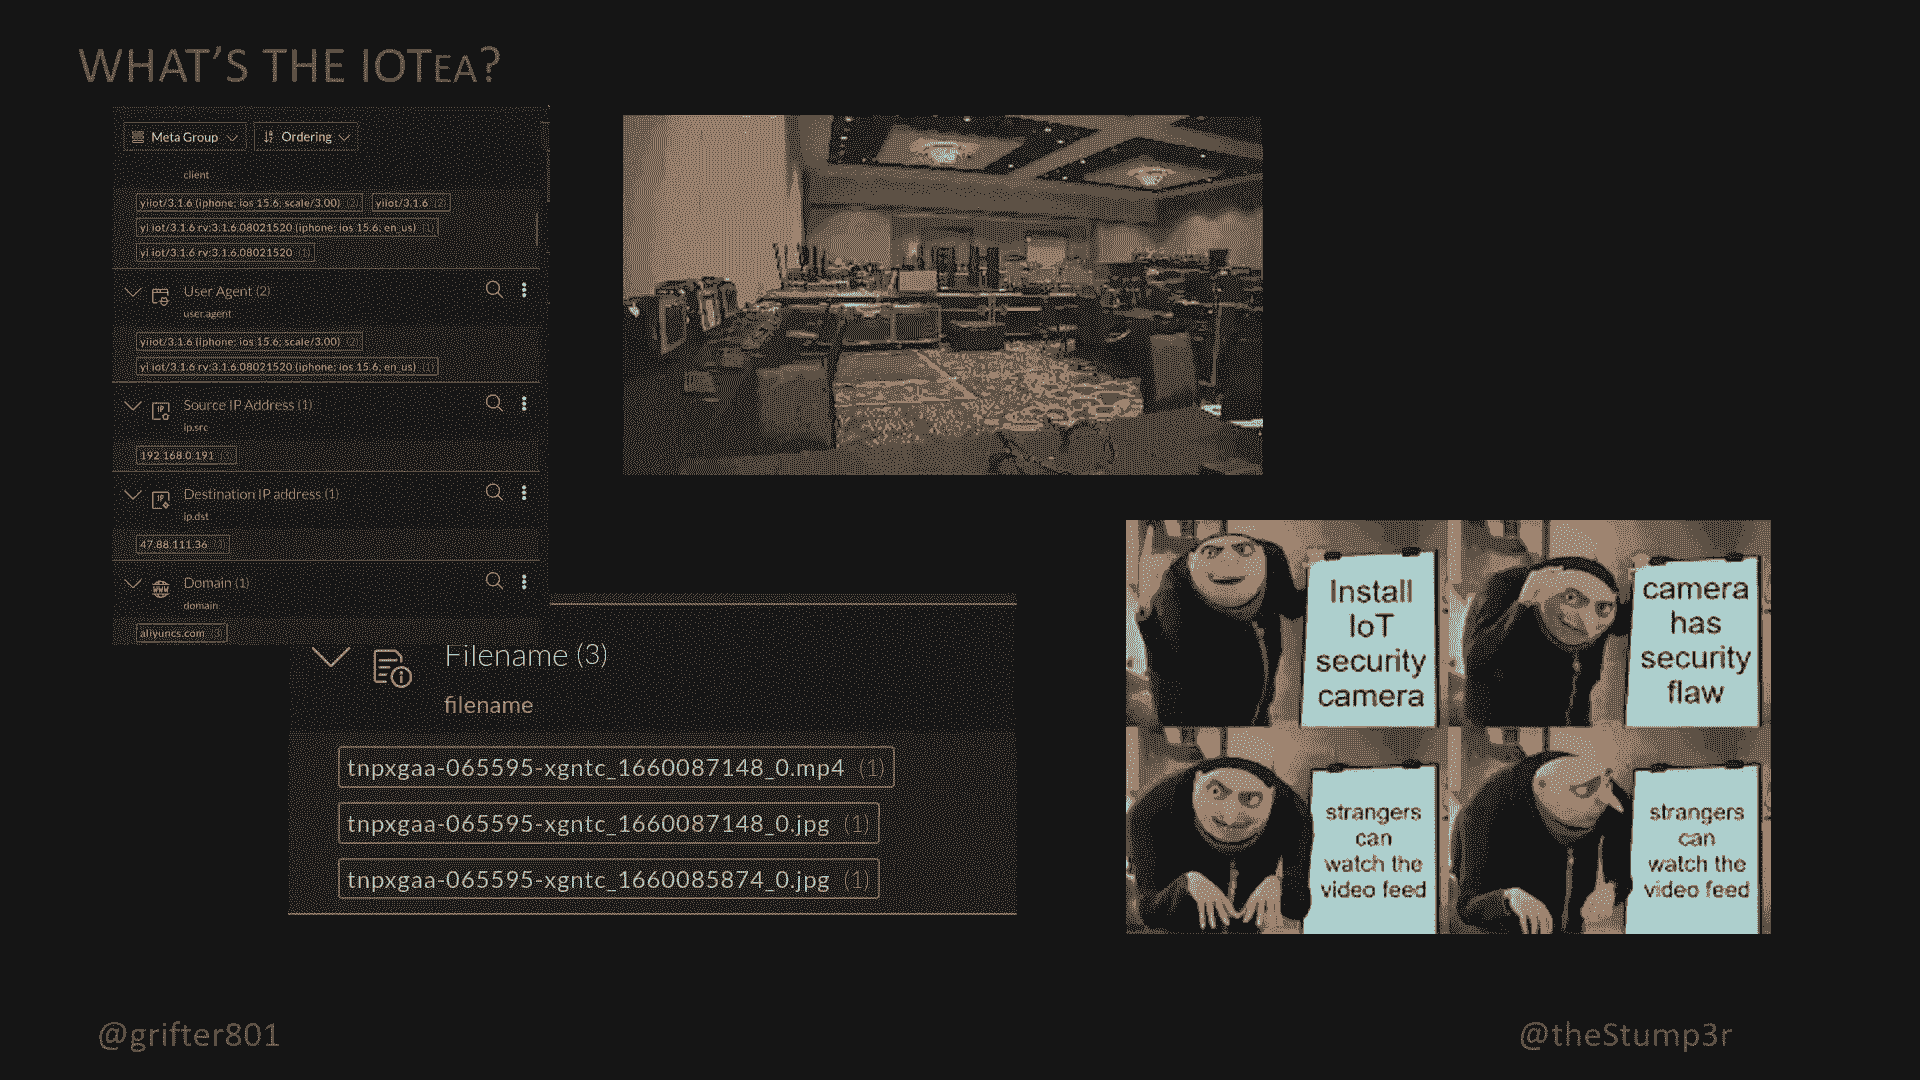 WHAT'S THE IOTEA?
Meta Group
Ordering
client
yiiot/3.1.6 (iphone; ios 15.6; scale/3.00) (2)
yiiot/3.1.6 (2)
yi iot/3.1.6 rv:3.1.6.08021520 (iphone; ios 15.6; en_us) (1)
yi iot/3.1.6 rv:3.1.6.08021520 (1)
User Agent (2)
user.agent
yiiot/3.1.6 (iphone; ios 15.6; scale/3.00) (2)
yi iot/3.1.6 rv:3.1.6.08021520 (iphone; ios 15.6; en_us) (1)
Source IP Address (1)
ip.src
192.168.0.191 (3)
Destination IP address (1)
ip.dst
47.88.111.36
Domain (1)
domain
aliyuncs.com (3)
Filename (3)
filename
tnpxgaa-065595-xgntc_1660087148_0.mp4 (1)
tnpxgaa-065595-xgntc_1660087148_0.jpg (1)
tnpxgaa-065595-xgntc_1660085874_0.jpg (1)
Install
IoT
security
camera
camera
has
security
flaw
strangers
can
watch the
video feed
strangers
can
watch the
video feed
@grifter801
@theStump3r